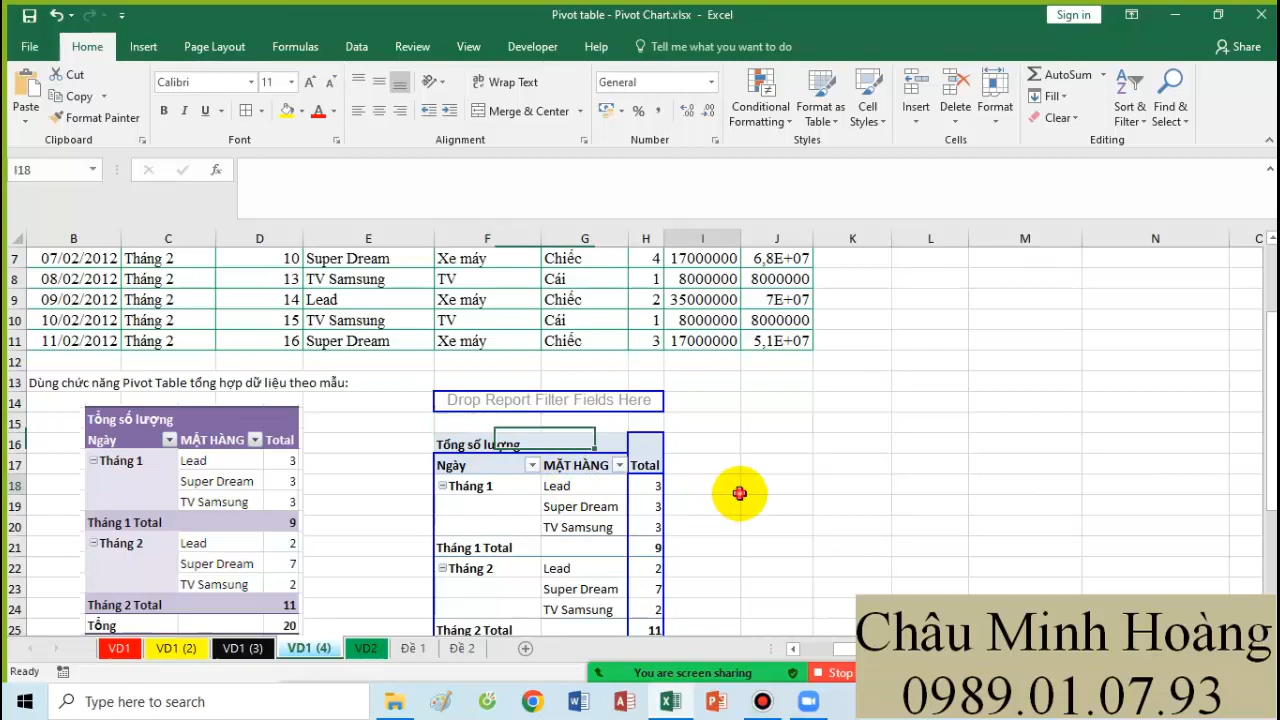 Pivot table - Pivot Chart.xlsx - Excel
Sign in
File Home Insert Page Layout Formulas Data Review View Developer Help Tell me what you want to do Share
Paste Cut Copy Format Painter Calibri 11 B I U A Wrap Text Merge & Center General % , Conditional Formatting Format as Table Cell Styles Insert Delete Format AutoSum Fill Clear Sort & Filter Find & Select
Clipboard Font Alignment Number Styles Cells Editing
I18 fx
B C D E F G H I J K L M N
7 07/02/2012 Tháng 2 10 Super Dream Xe máy Chiếc 4 17000000 6,8E+07
8 08/02/2012 Tháng 2 13 TV Samsung TV Cái 1 8000000 8000000
9 09/02/2012 Tháng 2 14 Lead Xe máy Chiếc 2 35000000 7E+07
10 10/02/2012 Tháng 2 15 TV Samsung TV Cái 1 8000000 8000000
11 11/02/2012 Tháng 2 16 Super Dream Xe máy Chiếc 3 17000000 5,1E+07
12
13 Dùng chức năng Pivot Table tổng hợp dữ liệu theo mẫu:
14 Drop Report Filter Fields Here
15 Tổng số lượng
16 Ngày MẶT HÀNG Total Tổng số lượng
17 Tháng 1 Lead 3 Ngày MẶT HÀNG Total
18 Super Dream 3 Tháng 1 Lead 3
19 TV Samsung 3 Super Dream 3
20 Tháng 1 Total 9 TV Samsung 3
21 Tháng 2 Lead 2 Tháng 1 Total 9
22 Super Dream 7 Tháng 2 Lead 2
23 TV Samsung 2 Super Dream 7
24 Tháng 2 Total 11 TV Samsung 2
25 Tổng 20 Tháng 2 Total 11
VD1 VD1 (2) VD1 (3) VD1 (4) VD2 Đề 1 Đề 2
Ready You are screen sharing Stop
Type here to search
Châu Minh Hoàng
0989.01.07.93